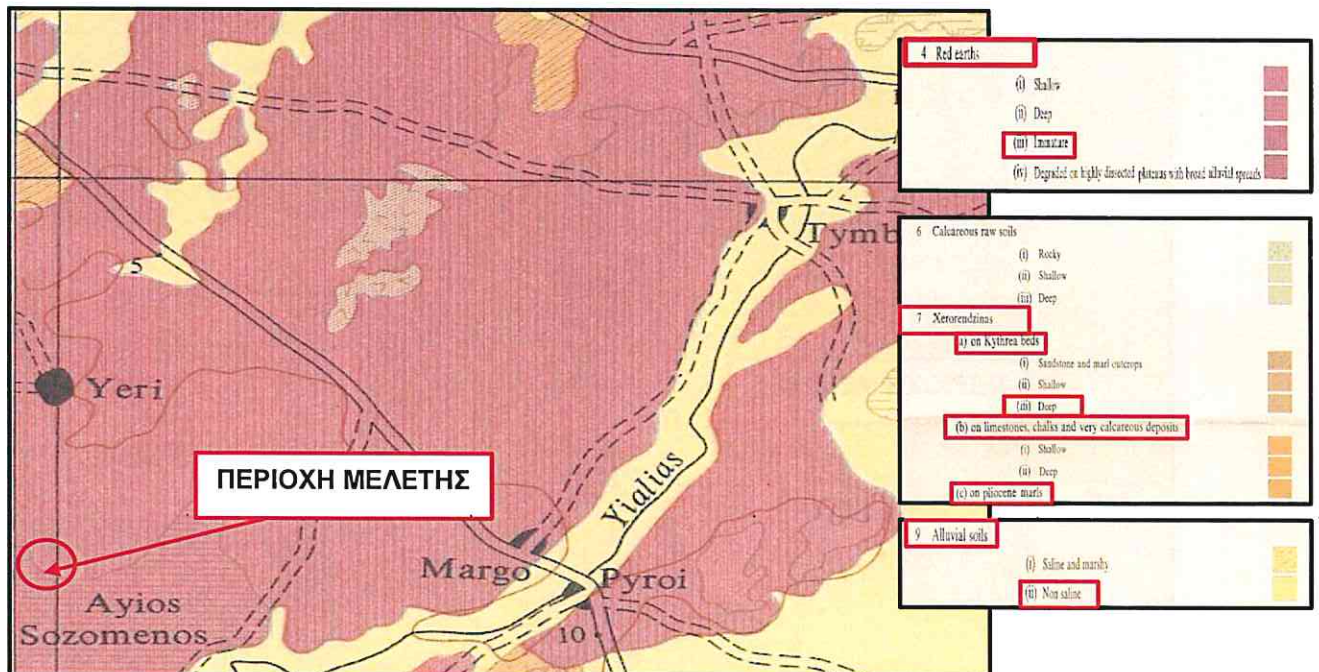 Tymb
5
Yeri
ΠΕΡΙΟΧΗ ΜΕΛΕΤΗΣ
Yialias
Margo
Pyroi
Ayios
Sozomenos
10
4 Red earths
(i) Shallow
(ii) Deep
(iii) Immature
(iv) Degraded on highly dissected plateaus with broad alluvial spreads
6 Calcareous raw soils
(i) Rocky
(ii) Shallow
(iii) Deep
7 Xerorendzinas
(a) on Kythrea beds
(i) Sandstone and marl outcrops
(ii) Shallow
(iii) Deep
(b) on limestones, chalks and very calcareous deposits
(i) Shallow
(ii) Deep
(c) on pliocene marls
9 Alluvial soils
(i) Saline and marshy
(ii) Non saline